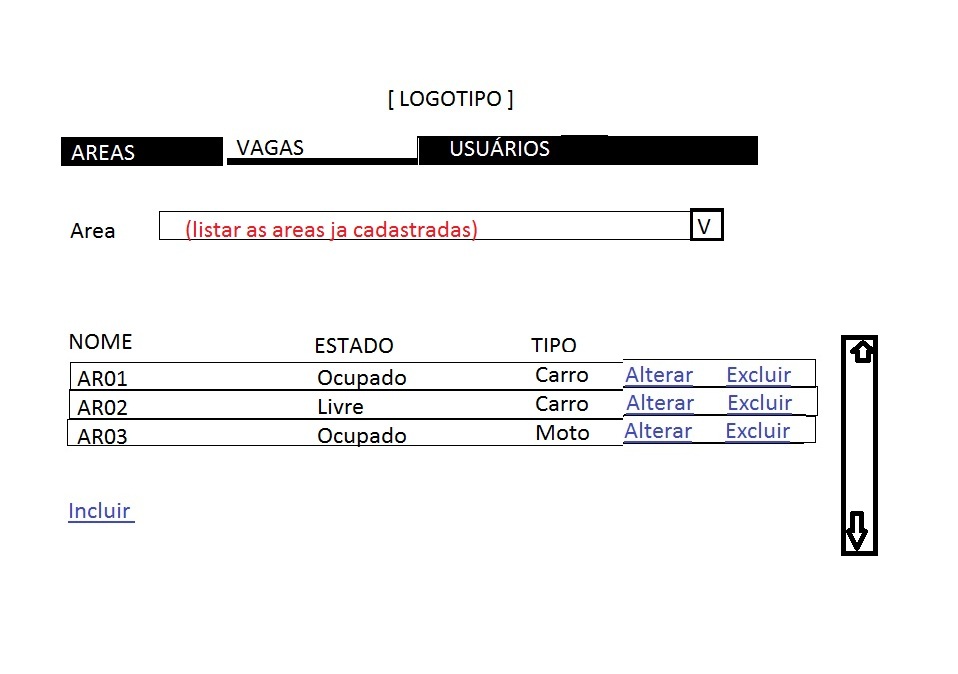 [ LOGOTIPO ]
AREAS VAGAS USUÁRIOS
Area (listar as areas ja cadastradas) V
NOME ESTADO TIPO
AR01 Ocupado Carro Alterar Excluir
AR02 Livre Carro Alterar Excluir
AR03 Ocupado Moto Alterar Excluir
Incluir